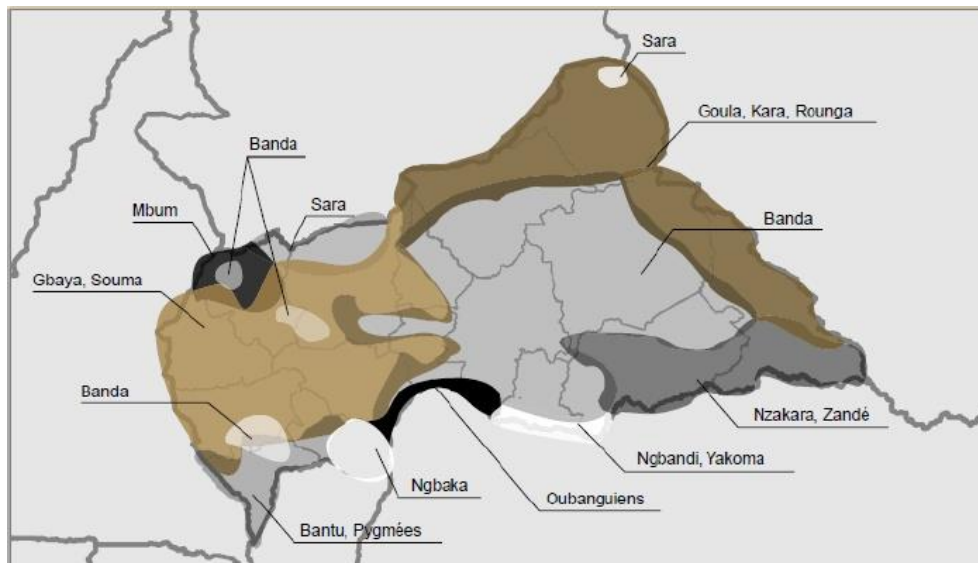 Sara
Goula, Kara, Rounga
Banda
Mbum
Sara
Banda
Gbaya, Souma
Banda
Nzakara, Zandé
Ngbandi, Yakoma
Ngbaka
Oubanguiens
Bantu, Pygmées